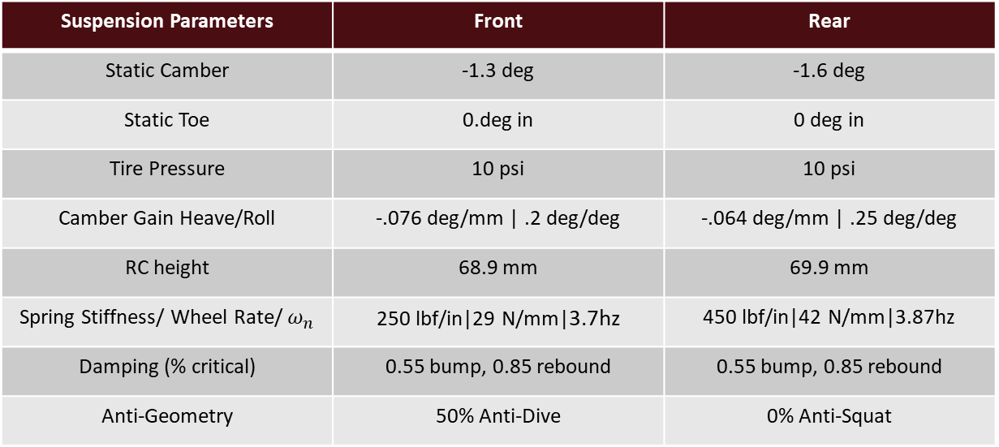 Suspension Parameters Front Rear
Static Camber -1.3 deg -1.6 deg
Static Toe 0.deg in 0 deg in
Tire Pressure 10 psi 10 psi
Camber Gain Heave/Roll -.076 deg/mm | .2 deg/deg -.064 deg/mm | .25 deg/deg
RC height 68.9 mm 69.9 mm
Spring Stiffness/ Wheel Rate/ ωₙ 250 lbf/in|29 N/mm|3.7hz 450 lbf/in|42 N/mm|3.87hz
Damping (% critical) 0.55 bump, 0.85 rebound 0.55 bump, 0.85 rebound
Anti-Geometry 50% Anti-Dive 0% Anti-Squat